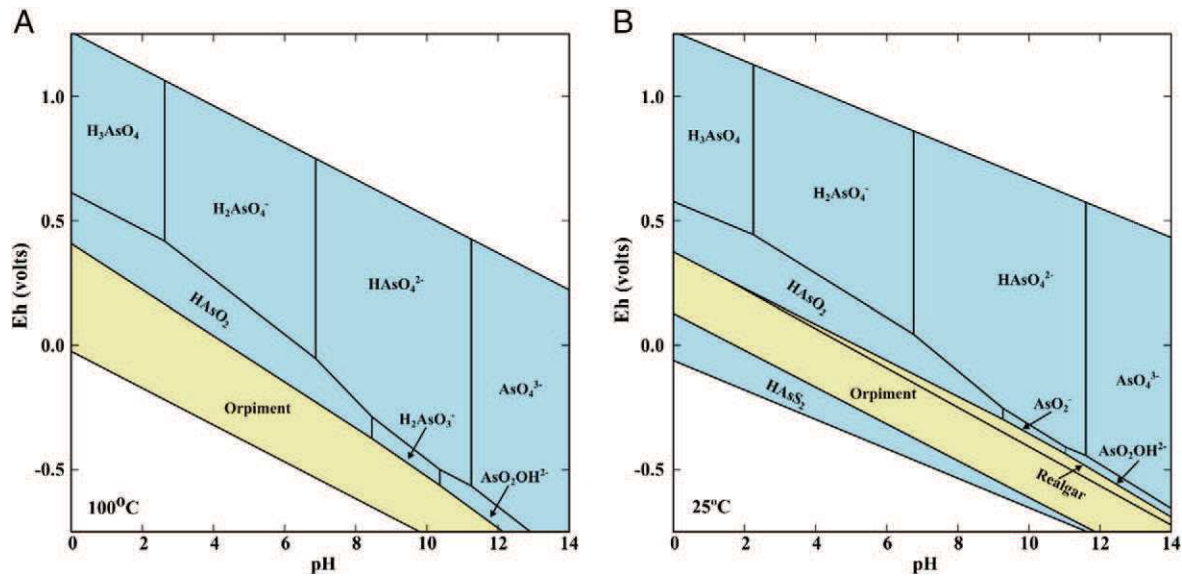 A
Eh (volts)
1.0
0.5
0.0
-0.5
H₃AsO₄
H₂AsO₄⁻
HAsO₄²⁻
AsO₄³⁻
HAsO₂
Orpiment
H₂AsO₃⁻
AsO₂OH²⁻
100°C
0 2 4 6 8 10 12 14
pH
B
Eh (volts)
1.0
0.5
0.0
-0.5
H₃AsO₄
H₂AsO₄⁻
HAsO₄²⁻
AsO₄³⁻
HAsO₂
Orpiment
HAsS₂
AsO₂⁻
AsO₂OH²⁻
Realgar
25°C
0 2 4 6 8 10 12 14
pH